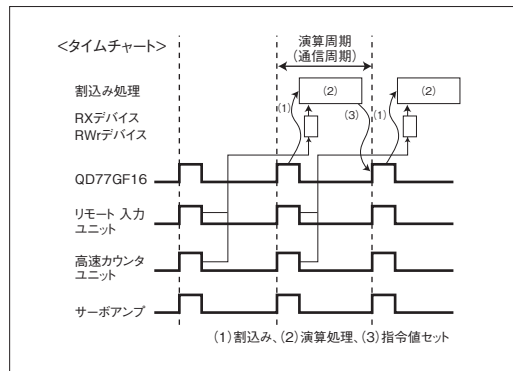 <タイムチャート>
演算周期
(通信周期)
割込み処理
(2)
(2)
(1)
(3)
(1)
RXデバイス
RWrデバイス
QD77GF16
リモート 入力
ユニット
高速カウンタ
ユニット
サーボアンプ
(1)割込み、(2)演算処理、(3)指令値セット